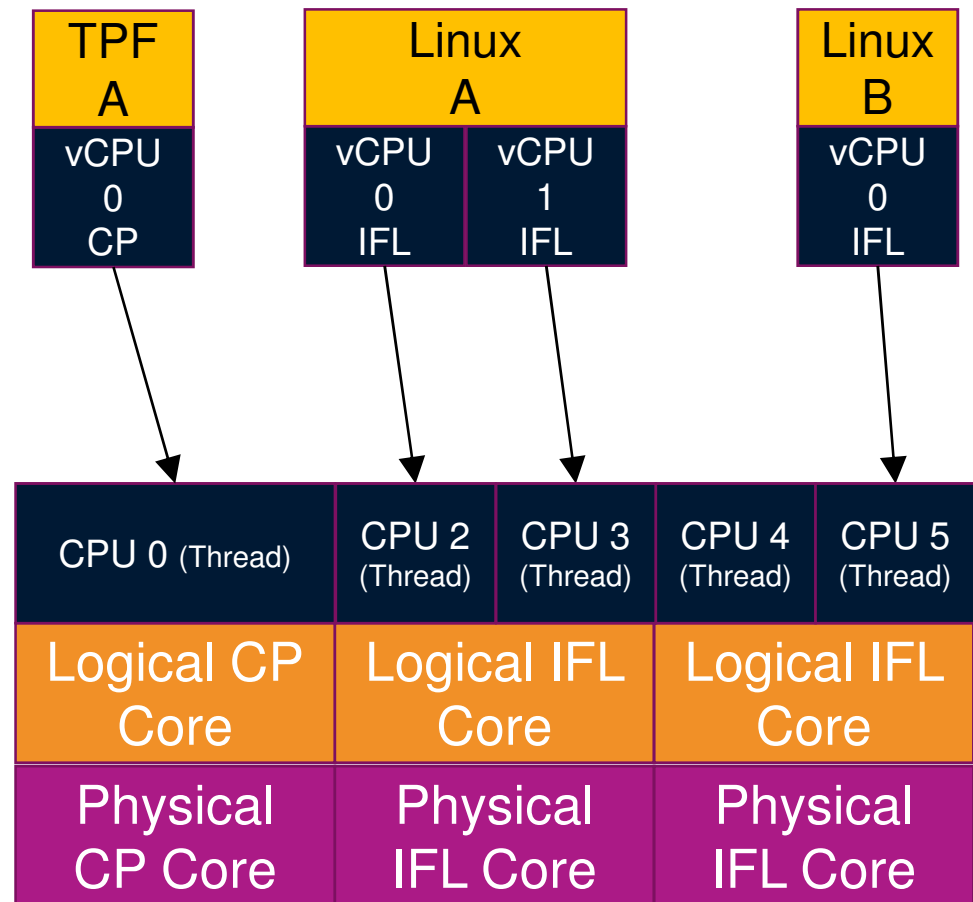 TPF
A
Linux
A
Linux
B
vCPU
0
CP
vCPU
0
IFL
vCPU
1
IFL
vCPU
0
IFL
CPU 0 (Thread)
CPU 2
(Thread)
CPU 3
(Thread)
CPU 4
(Thread)
CPU 5
(Thread)
Logical CP
Core
Logical IFL
Core
Logical IFL
Core
Physical
CP Core
Physical
IFL Core
Physical
IFL Core